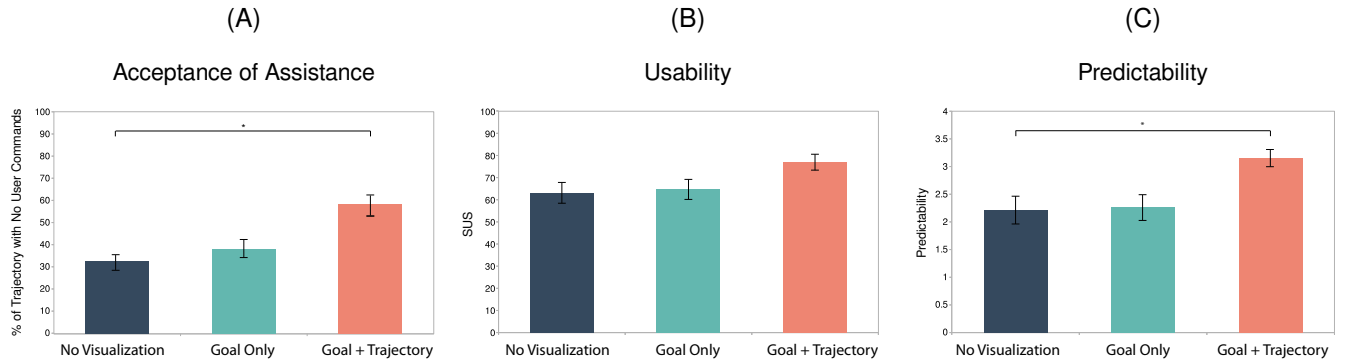 (A)
Acceptance of Assistance
% of Trajectory with No User Commands
100
90
80
70
60
50
40
30
20
10
0
*
No Visualization
Goal Only
Goal + Trajectory
(B)
Usability
SUS
100
90
80
70
60
50
40
30
20
10
0
No Visualization
Goal Only
Goal + Trajectory
(C)
Predictability
Predictability
4
3.5
3
2.5
2
1.5
1
0.5
0
*
No Visualization
Goal Only
Goal + Trajectory